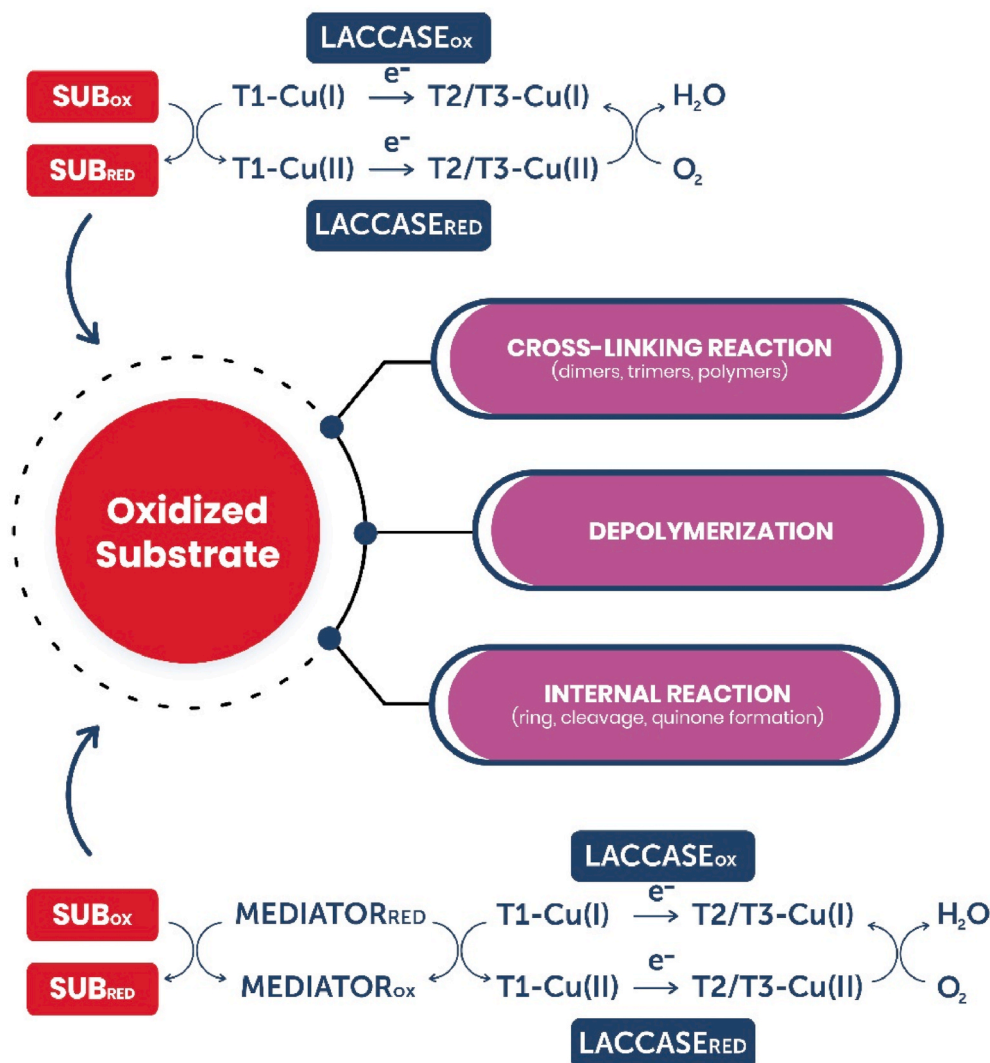 LACCASEOX
e-
SUBOX T1-Cu(I) T2/T3-Cu(I) H2O
e-
SUBRED T1-Cu(II) T2/T3-Cu(II) O2
LACCASERED
CROSS-LINKING REACTION
(dimers, trimers, polymers)
Oxidized
Substrate
DEPOLYMERIZATION
INTERNAL REACTION
(ring, cleavage, quinone formation)
LACCASEOX
e-
SUBOX MEDIATORRED T1-Cu(I) T2/T3-Cu(I) H2O
e-
SUBRED MEDIATOROX T1-Cu(II) T2/T3-Cu(II) O2
LACCASERED